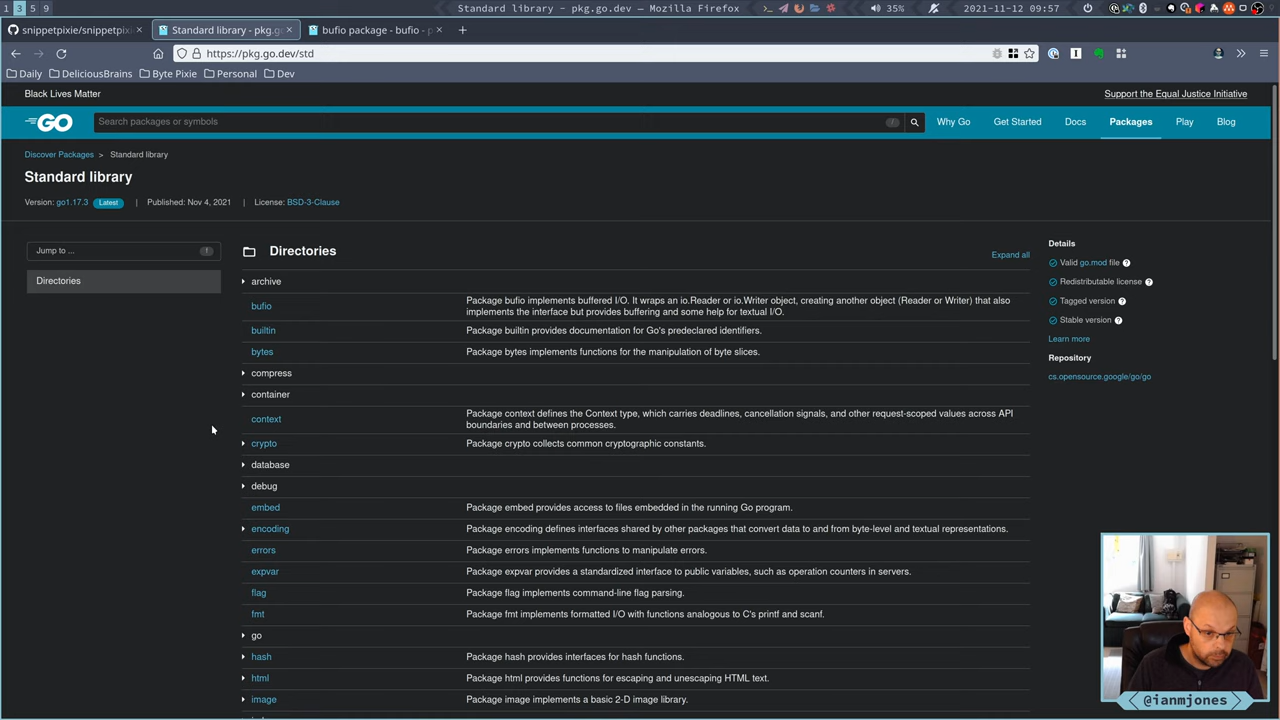 1 3 5 9
Standard library - pkg.go.dev — Mozilla Firefox
35%
2021-11-12 09:57
snippetpixie/snippetpixi
Standard library - pkg.g
bufio package - bufio - p
https://pkg.go.dev/std
Daily
DeliciousBrains
Byte Pixie
Personal
Dev
Black Lives Matter
Support the Equal Justice Initiative
GO
Search packages or symbols
/
Why Go
Get Started
Docs
Packages
Play
Blog
Discover Packages > Standard library
Standard library
Version: go1.17.3 Latest | Published: Nov 4, 2021 | License: BSD-3-Clause
Jump to ...
f
Directories
Directories
Expand all
archive
bufio
Package bufio implements buffered I/O. It wraps an io.Reader or io.Writer object, creating another object (Reader or Writer) that also
implements the interface but provides buffering and some help for textual I/O.
builtin
Package builtin provides documentation for Go's predeclared identifiers.
bytes
Package bytes implements functions for the manipulation of byte slices.
compress
container
context
Package context defines the Context type, which carries deadlines, cancellation signals, and other request-scoped values across API
boundaries and between processes.
crypto
Package crypto collects common cryptographic constants.
database
debug
embed
Package embed provides access to files embedded in the running Go program.
encoding
Package encoding defines interfaces shared by other packages that convert data to and from byte-level and textual representations.
errors
Package errors implements functions to manipulate errors.
expvar
Package expvar provides a standardized interface to public variables, such as operation counters in servers.
flag
Package flag implements command-line flag parsing.
fmt
Package fmt implements formatted I/O with functions analogous to C's printf and scanf.
go
hash
Package hash provides interfaces for hash functions.
html
Package html provides functions for escaping and unescaping HTML text.
image
Package image implements a basic 2-D image library.
Details
Valid go.mod file
Redistributable license
Tagged version
Stable version
Learn more
Repository
cs.opensource.google/go/go
@ianmjones